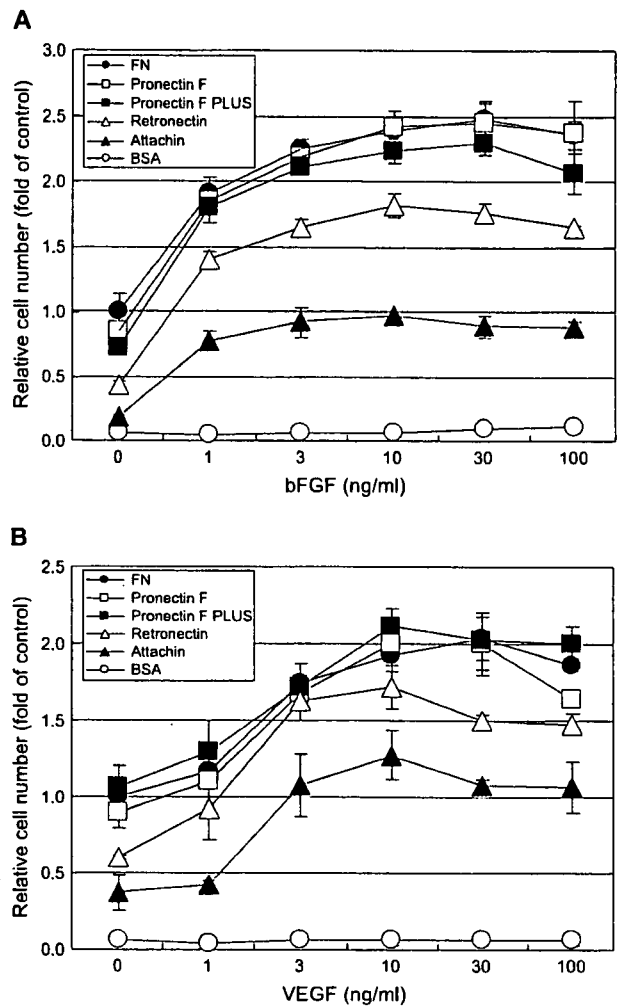 A
3.0
2.5
2.0
1.5
1.0
0.5
0.0
Relative cell number (fold of control)
FN
Pronectin F
Pronectin F PLUS
Retronectin
Attachin
BSA
0 1 3 10 30 100
bFGF (ng/ml)
B
2.5
2.0
1.5
1.0
0.5
0.0
Relative cell number (fold of control)
FN
Pronectin F
Pronectin F PLUS
Retronectin
Attachin
BSA
0 1 3 10 30 100
VEGF (ng/ml)